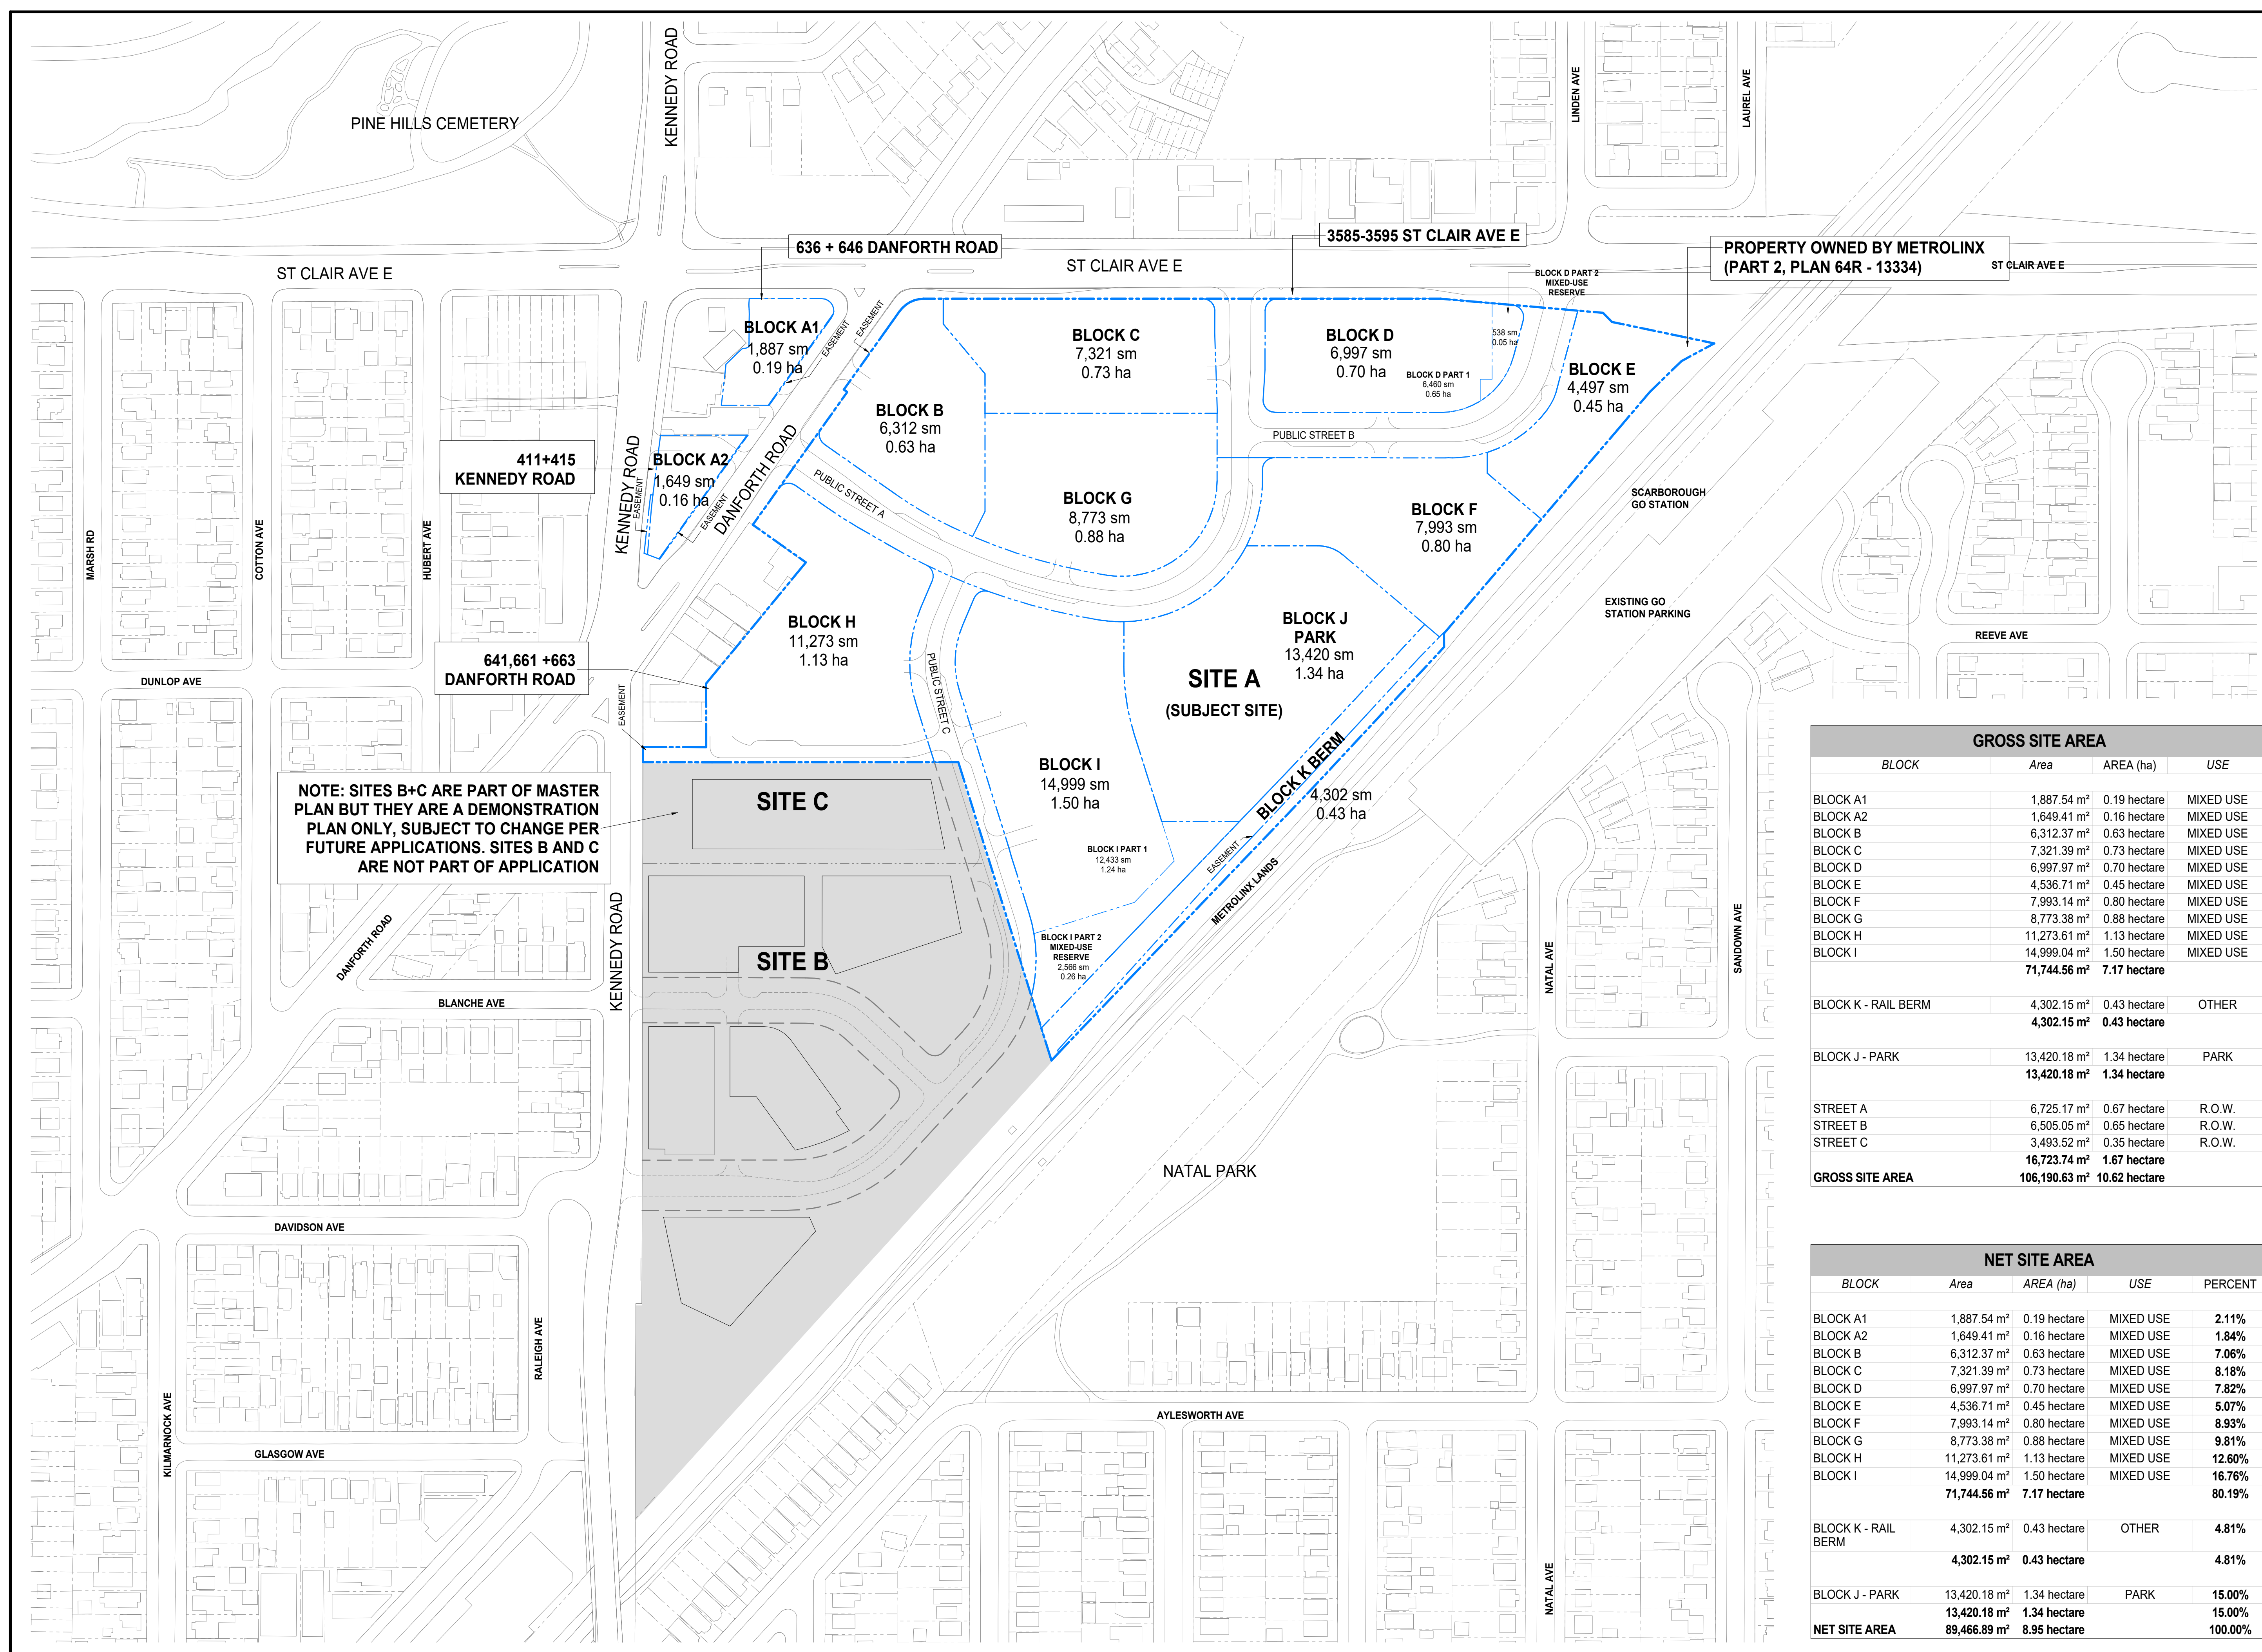 PINE HILLS CEMETERY
KENNEDY ROAD
LINDEN AVE
LAUREL AVE
636 + 646 DANFORTH ROAD
3585-3595 ST CLAIR AVE E
PROPERTY OWNED BY METROLINX
(PART 2, PLAN 64R - 13334)
ST CLAIR AVE E
ST CLAIR AVE E
ST CLAIR AVE E
BLOCK D PART 2
MIXED-USE
RESERVE
538 sm
0.05 ha
BLOCK A1
1,887 sm
0.19 ha
EASEMENT
EASEMENT
BLOCK C
7,321 sm
0.73 ha
BLOCK D
6,997 sm
0.70 ha
BLOCK D PART 1
6,460 sm
0.65 ha
BLOCK E
4,497 sm
0.45 ha
BLOCK B
6,312 sm
0.63 ha
PUBLIC STREET B
411+415
KENNEDY ROAD
KENNEDY ROAD
EASEMENT
BLOCK A2
1,649 sm
0.16 ha
EASEMENT
DANFORTH ROAD
PUBLIC STREET A
BLOCK G
8,773 sm
0.88 ha
BLOCK F
7,993 sm
0.80 ha
SCARBOROUGH
GO STATION
MARSH RD
COTTON AVE
HUBERT AVE
EXISTING GO
STATION PARKING
BLOCK H
11,273 sm
1.13 ha
BLOCK J
PARK
13,420 sm
1.34 ha
REEVE AVE
641,661 +663
DANFORTH ROAD
DUNLOP AVE
EASEMENT
PUBLIC STREET C
SITE A
(SUBJECT SITE)
BLOCK K BERM
4,302 sm
0.43 ha
BLOCK I
14,999 sm
1.50 ha
NOTE: SITES B+C ARE PART OF MASTER
PLAN BUT THEY ARE A DEMONSTRATION
PLAN ONLY, SUBJECT TO CHANGE PER
FUTURE APPLICATIONS. SITES B AND C
ARE NOT PART OF APPLICATION
SITE C
BLOCK I PART 1
12,433 sm
1.24 ha
EASEMENT
METROLINX LANDS
DANFORTH ROAD
KENNEDY ROAD
SITE B
BLOCK I PART 2
MIXED-USE
RESERVE
2,566 sm
0.26 ha
NATAL AVE
SANDOWN AVE
BLANCHE AVE
NATAL PARK
DAVIDSON AVE
RALEIGH AVE
KILMARNOCK AVE
GLASGOW AVE
AYLESWORTH AVE
NATAL AVE
GROSS SITE AREA
BLOCK Area AREA (ha) USE
BLOCK A1 1,887.54 m² 0.19 hectare MIXED USE
BLOCK A2 1,649.41 m² 0.16 hectare MIXED USE
BLOCK B 6,312.37 m² 0.63 hectare MIXED USE
BLOCK C 7,321.39 m² 0.73 hectare MIXED USE
BLOCK D 6,997.97 m² 0.70 hectare MIXED USE
BLOCK E 4,536.71 m² 0.45 hectare MIXED USE
BLOCK F 7,993.14 m² 0.80 hectare MIXED USE
BLOCK G 8,773.38 m² 0.88 hectare MIXED USE
BLOCK H 11,273.61 m² 1.13 hectare MIXED USE
BLOCK I 14,999.04 m² 1.50 hectare MIXED USE
71,744.56 m² 7.17 hectare
BLOCK K - RAIL BERM 4,302.15 m² 0.43 hectare OTHER
4,302.15 m² 0.43 hectare
BLOCK J - PARK 13,420.18 m² 1.34 hectare PARK
13,420.18 m² 1.34 hectare
STREET A 6,725.17 m² 0.67 hectare R.O.W.
STREET B 6,505.05 m² 0.65 hectare R.O.W.
STREET C 3,493.52 m² 0.35 hectare R.O.W.
16,723.74 m² 1.67 hectare
GROSS SITE AREA 106,190.63 m² 10.62 hectare
NET SITE AREA
BLOCK Area AREA (ha) USE PERCENT
BLOCK A1 1,887.54 m² 0.19 hectare MIXED USE 2.11%
BLOCK A2 1,649.41 m² 0.16 hectare MIXED USE 1.84%
BLOCK B 6,312.37 m² 0.63 hectare MIXED USE 7.06%
BLOCK C 7,321.39 m² 0.73 hectare MIXED USE 8.18%
BLOCK D 6,997.97 m² 0.70 hectare MIXED USE 7.82%
BLOCK E 4,536.71 m² 0.45 hectare MIXED USE 5.07%
BLOCK F 7,993.14 m² 0.80 hectare MIXED USE 8.93%
BLOCK G 8,773.38 m² 0.88 hectare MIXED USE 9.81%
BLOCK H 11,273.61 m² 1.13 hectare MIXED USE 12.60%
BLOCK I 14,999.04 m² 1.50 hectare MIXED USE 16.76%
71,744.56 m² 7.17 hectare 80.19%
BLOCK K - RAIL 4,302.15 m² 0.43 hectare OTHER 4.81%
BERM
4,302.15 m² 0.43 hectare 4.81%
BLOCK J - PARK 13,420.18 m² 1.34 hectare PARK 15.00%
13,420.18 m² 1.34 hectare 15.00%
NET SITE AREA 89,466.89 m² 8.95 hectare 100.00%